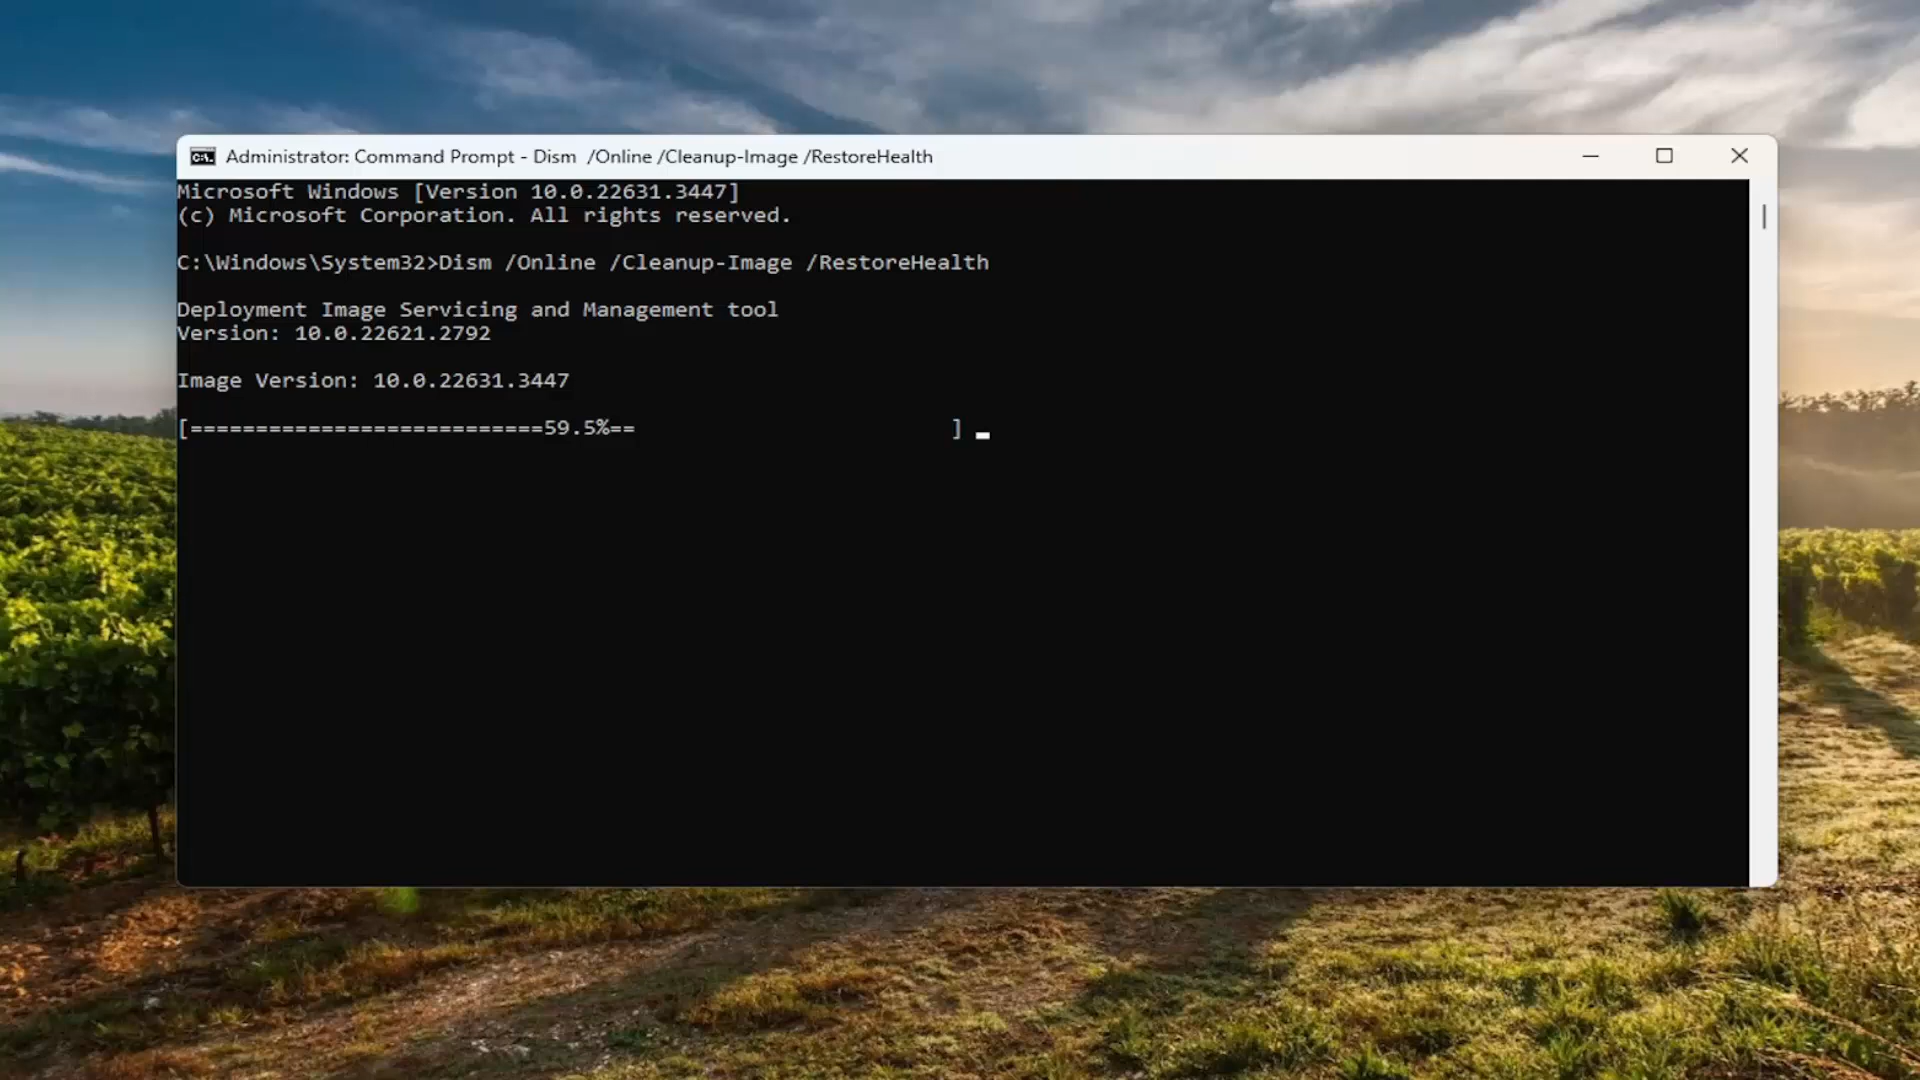 Administrator: Command Prompt - Dism  /Online /Cleanup-Image /RestoreHealth
Microsoft Windows [Version 10.0.22631.3447]
(c) Microsoft Corporation. All rights reserved.
C:\Windows\System32>Dism /Online /Cleanup-Image /RestoreHealth
Deployment Image Servicing and Management tool
Version: 10.0.22621.2792
Image Version: 10.0.22631.3447
[===========================59.5%==                        ]